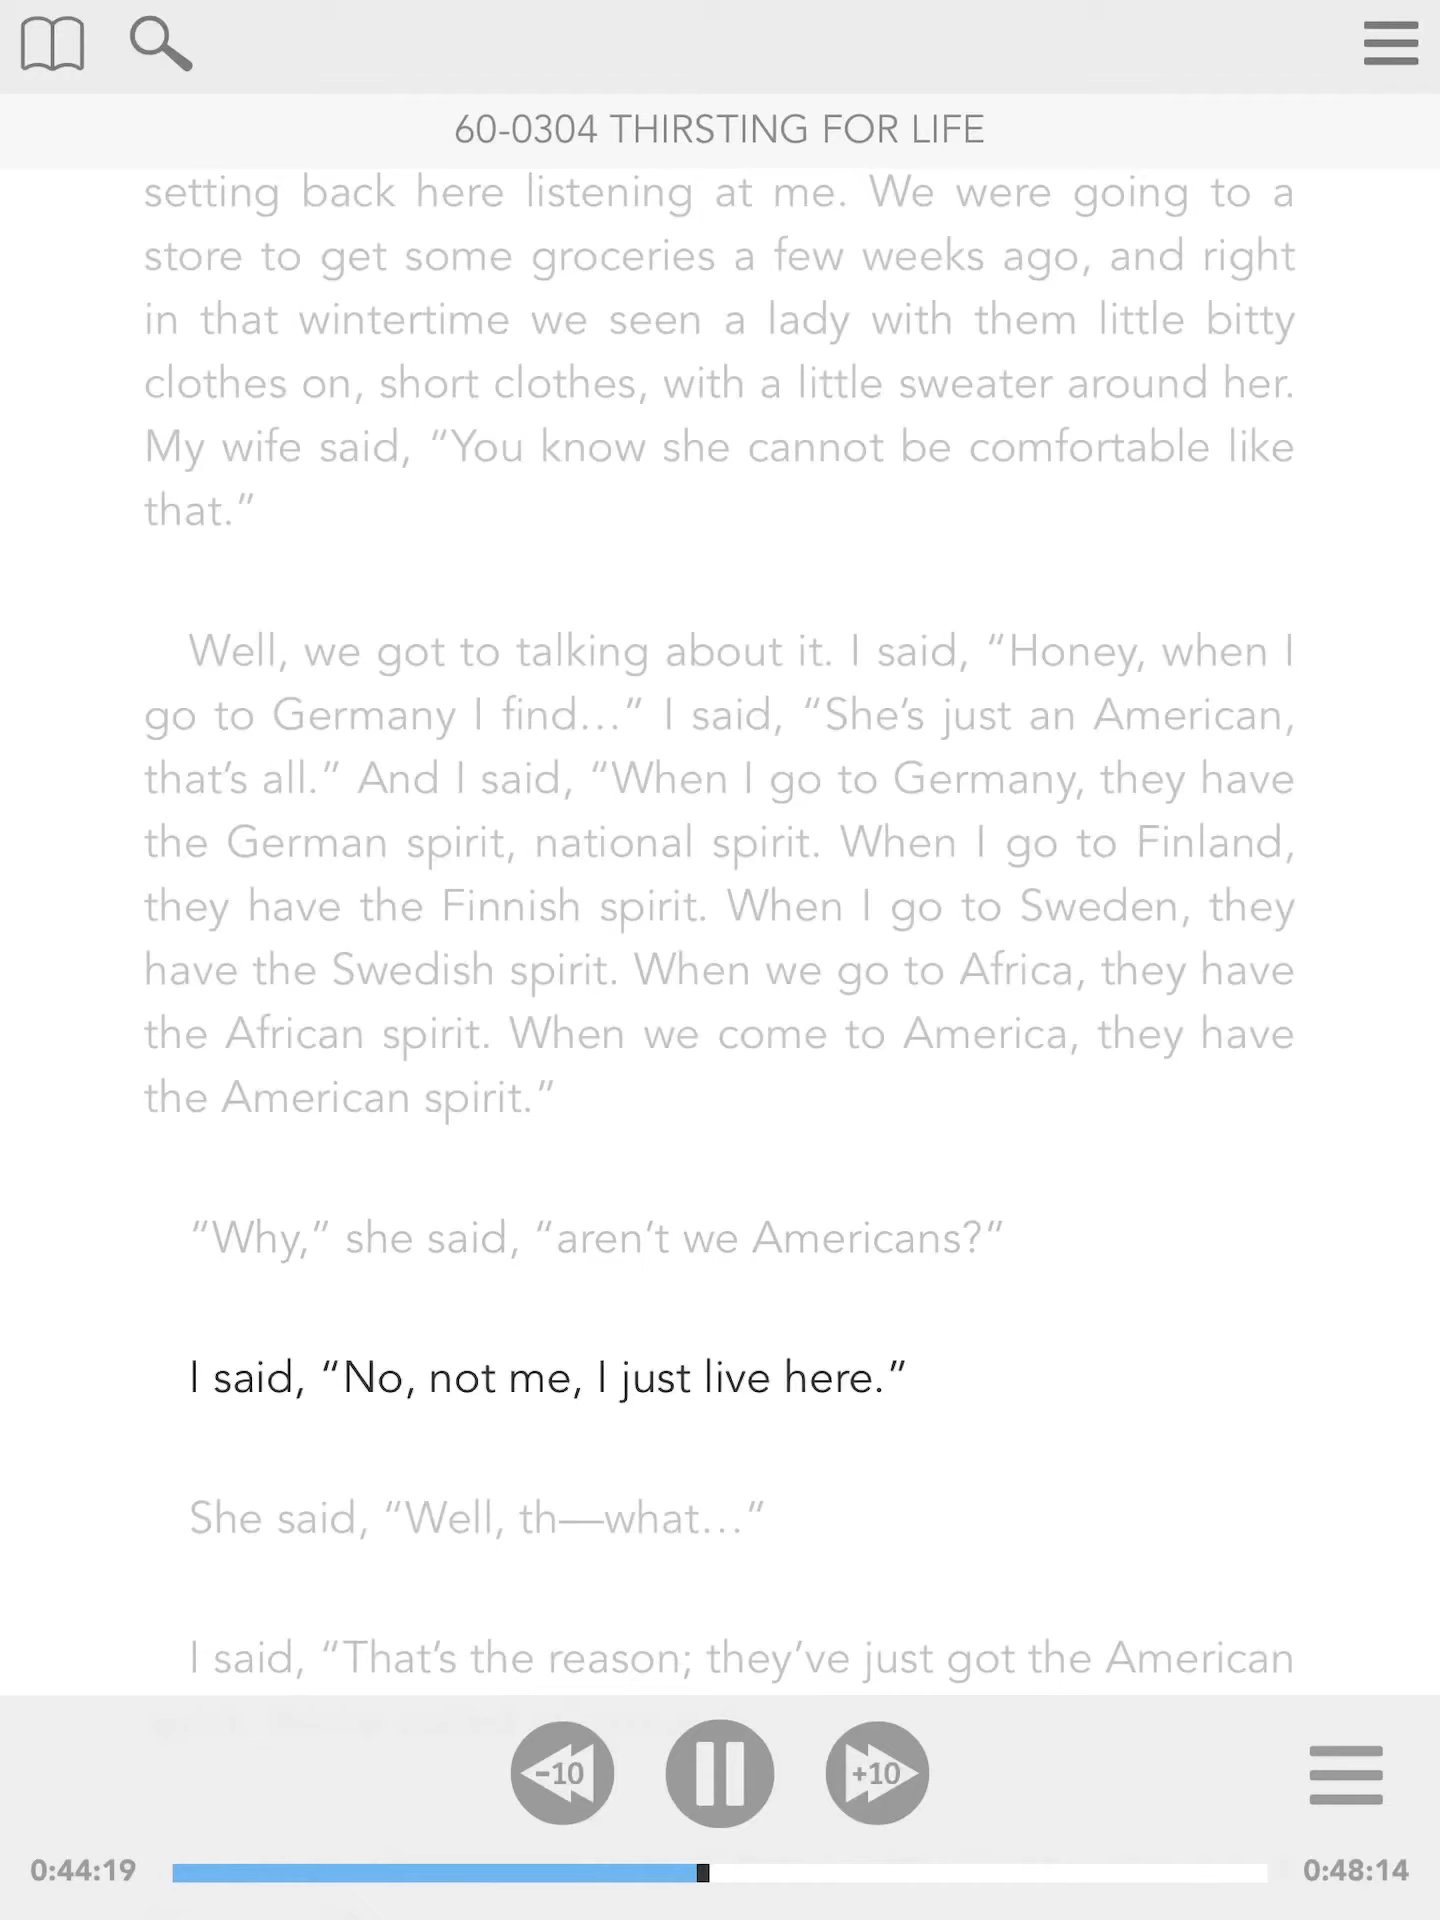 60-0304 THIRSTING FOR LIFE
setting back here listening at me. We were going to a
store to get some groceries a few weeks ago, and right
in that wintertime we seen a lady with them little bitty
clothes on, short clothes, with a little sweater around her.
My wife said, “You know she cannot be comfortable like
that.”
Well, we got to talking about it. I said, “Honey, when I
go to Germany I find…” I said, “She’s just an American,
that’s all.” And I said, “When I go to Germany, they have
the German spirit, national spirit. When I go to Finland,
they have the Finnish spirit. When I go to Sweden, they
have the Swedish spirit. When we go to Africa, they have
the African spirit. When we come to America, they have
the American spirit.”
“Why,” she said, “aren’t we Americans?”
I said, “No, not me, I just live here.”
She said, “Well, th—what…”
I said, “That’s the reason; they’ve just got the American
-10
+10
0:44:19
0:48:14